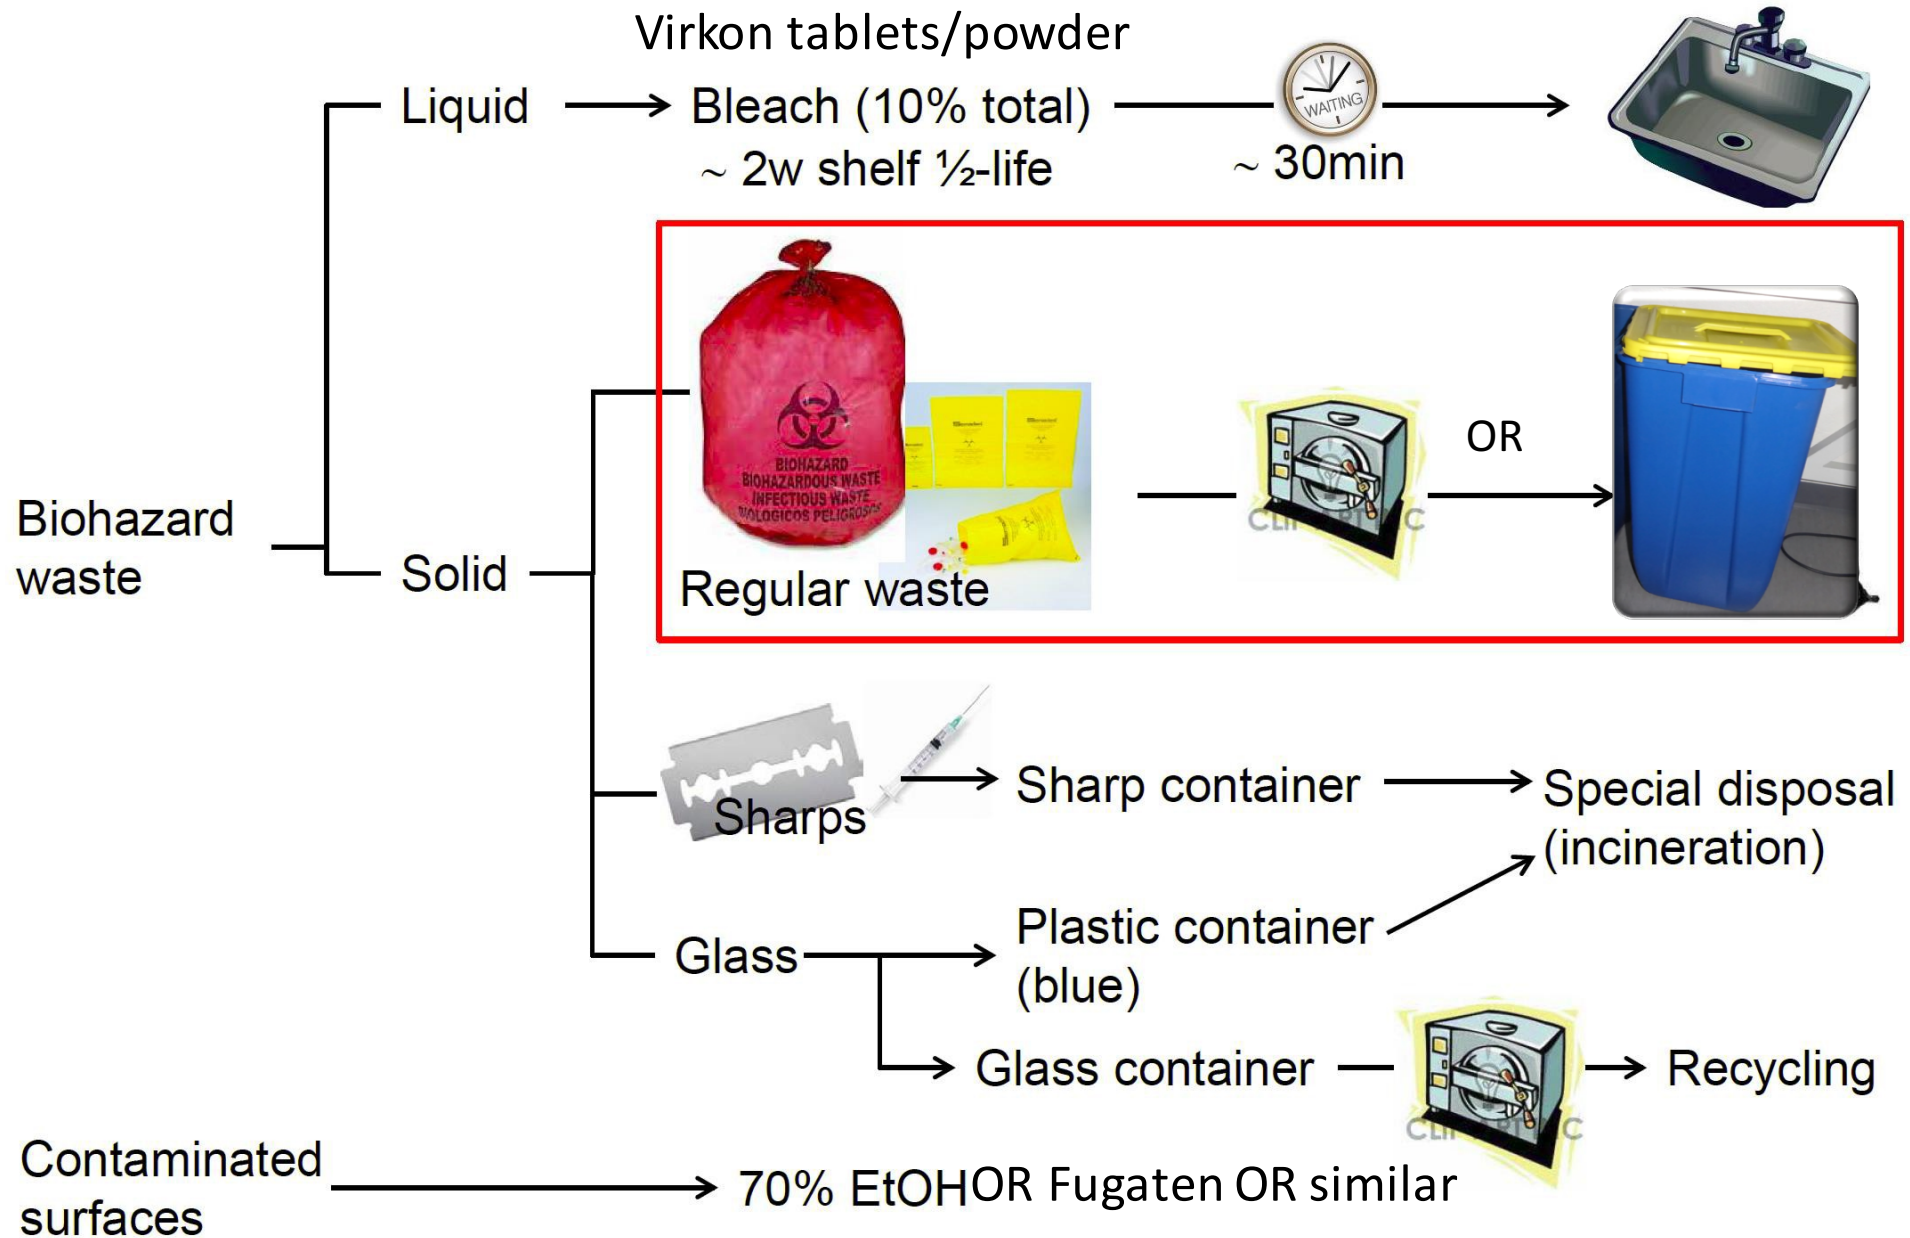 Virkon tablets/powder
Liquid
Bleach (10% total)
WAITING
~ 2w shelf ½-life
~ 30min
BIOHAZARD
BIOHAZARDOUS WASTE
INFECTIOUS WASTE
BIOLOGICOS PELIGROSOS
OR
Biohazard
waste
Solid
Regular waste
Sharps
Sharp container
Special disposal
(incineration)
Glass
Plastic container
(blue)
Glass container
Recycling
Contaminated
surfaces
70% EtOH OR Fugaten OR similar